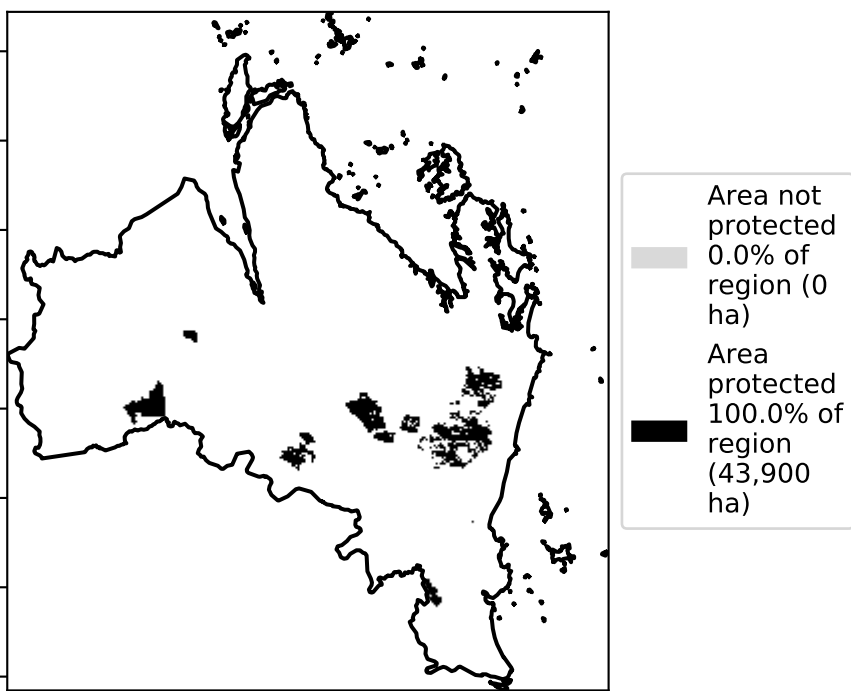 Area not
protected
0.0% of
region (0
ha)
Area
protected
100.0% of
region
(43,900
ha)